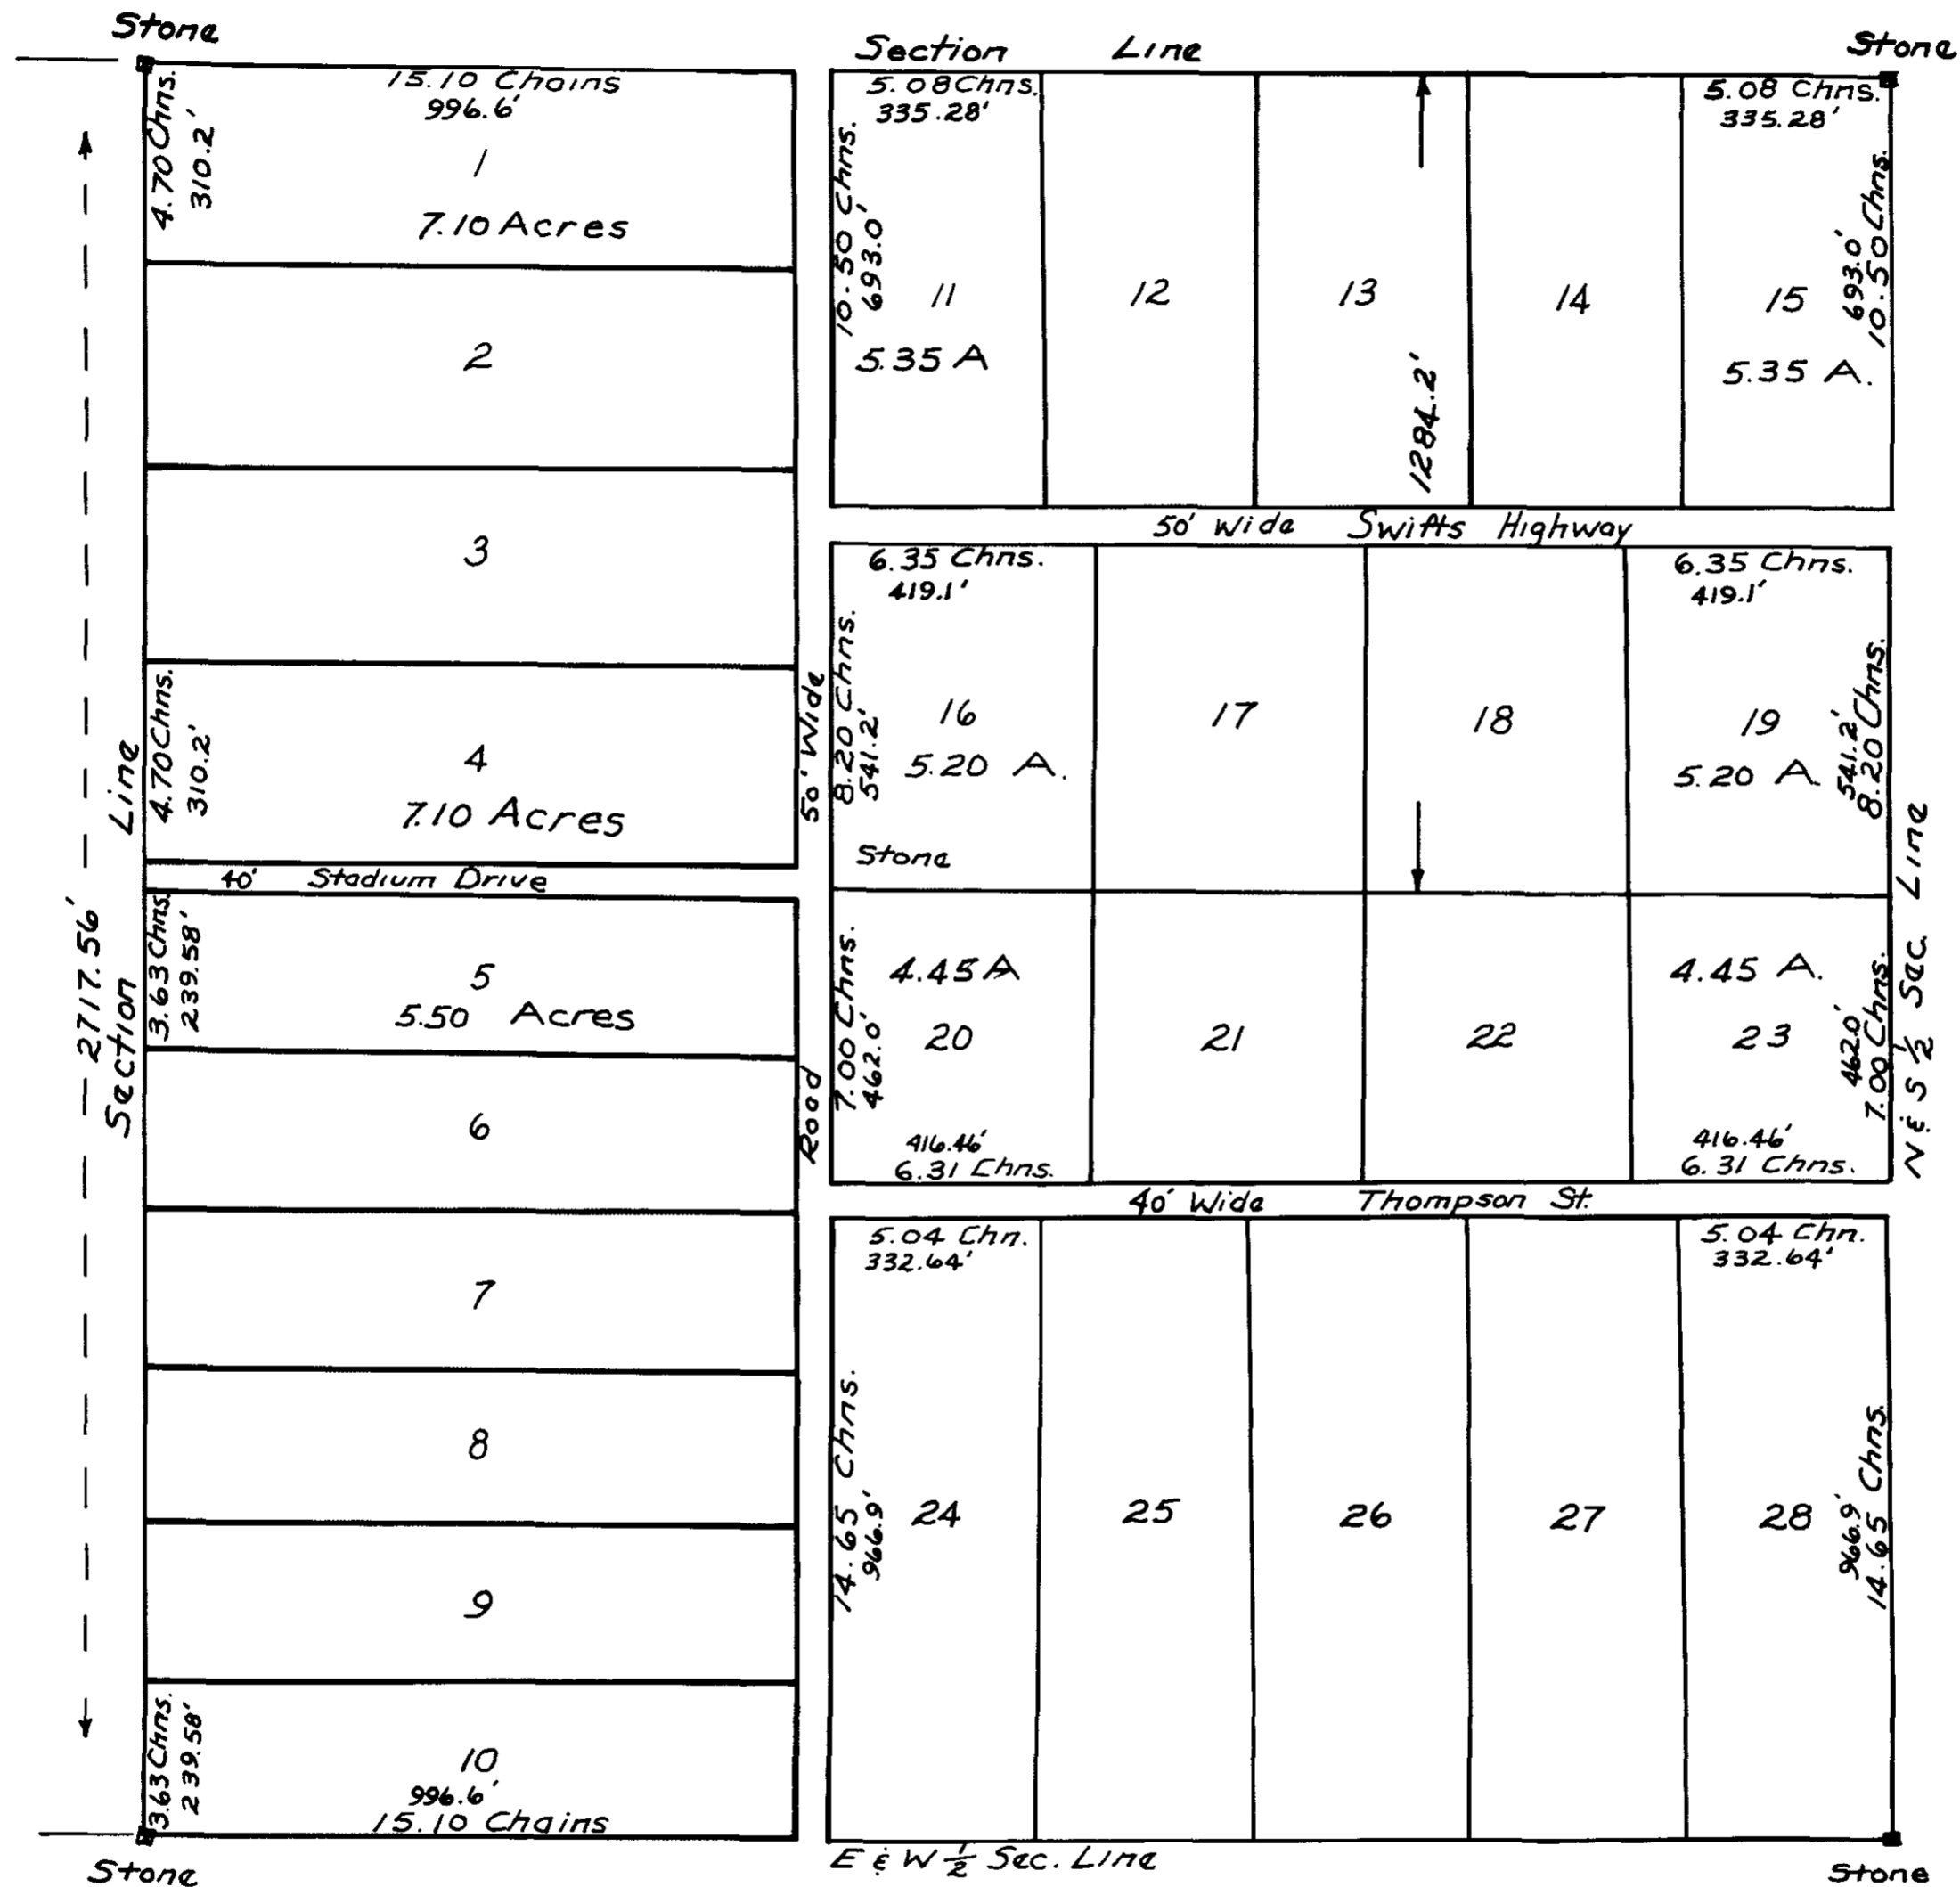 Stone
Section Line
Stone
15.10 Chains
996.6'
4.70 Chns.
310.2'
1
7.10 Acres
2
3
4.70 Chns.
310.2'
4
7.10 Acres
40' Stadium Drive
3.63 Chns.
239.58'
5
5.50 Acres
6
7
8
9
3.63 Chns.
239.58'
10
996.6'
15.10 Chains
Stone
2717.56'
Section Line
50' Wide Road
5.08 Chns.
335.28'
10.50 Chns.
693.0'
11
5.35 A
12
13
1284.2'
14
5.08 Chns.
335.28'
15
5.35 A.
693.0'
10.50 Chns.
50' Wide Swifts Highway
6.35 Chns.
419.1'
8.20 Chns.
541.2'
16
5.20 A.
Stone
17
18
6.35 Chns.
419.1'
19
5.20 A.
541.2'
8.20 Chns.
7.00 Chns.
462.0'
4.45 A
20
416.46'
6.31 Chns.
21
22
4.45 A.
23
462.0'
7.00 Chns.
416.46'
6.31 Chns.
N & S 1/2 Sec. Line
40' Wide Thompson St.
5.04 Chn.
332.64'
14.65 Chns.
966.9'
24
25
26
27
5.04 Chn.
332.64'
28
966.9'
14.65 Chns.
E & W 1/2 Sec. Line
Stone